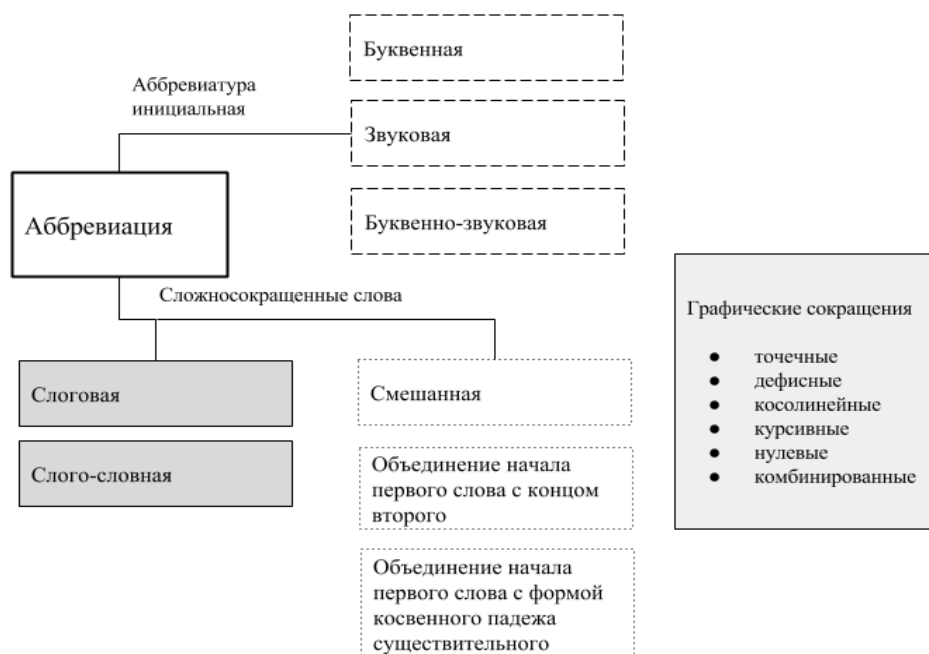 Буквенная
Аббревиатура
инициальная
Звуковая
Аббревиация
Буквенно-звуковая
Сложносокращенные слова
Графические сокращения
● точечные
● дефисные
● косолинейные
● курсивные
● нулевые
● комбинированные
Слоговая
Смешанная
Слого-словная
Объединение начала
первого слова с концом
второго
Объединение начала
первого слова с формой
косвенного падежа
существительного